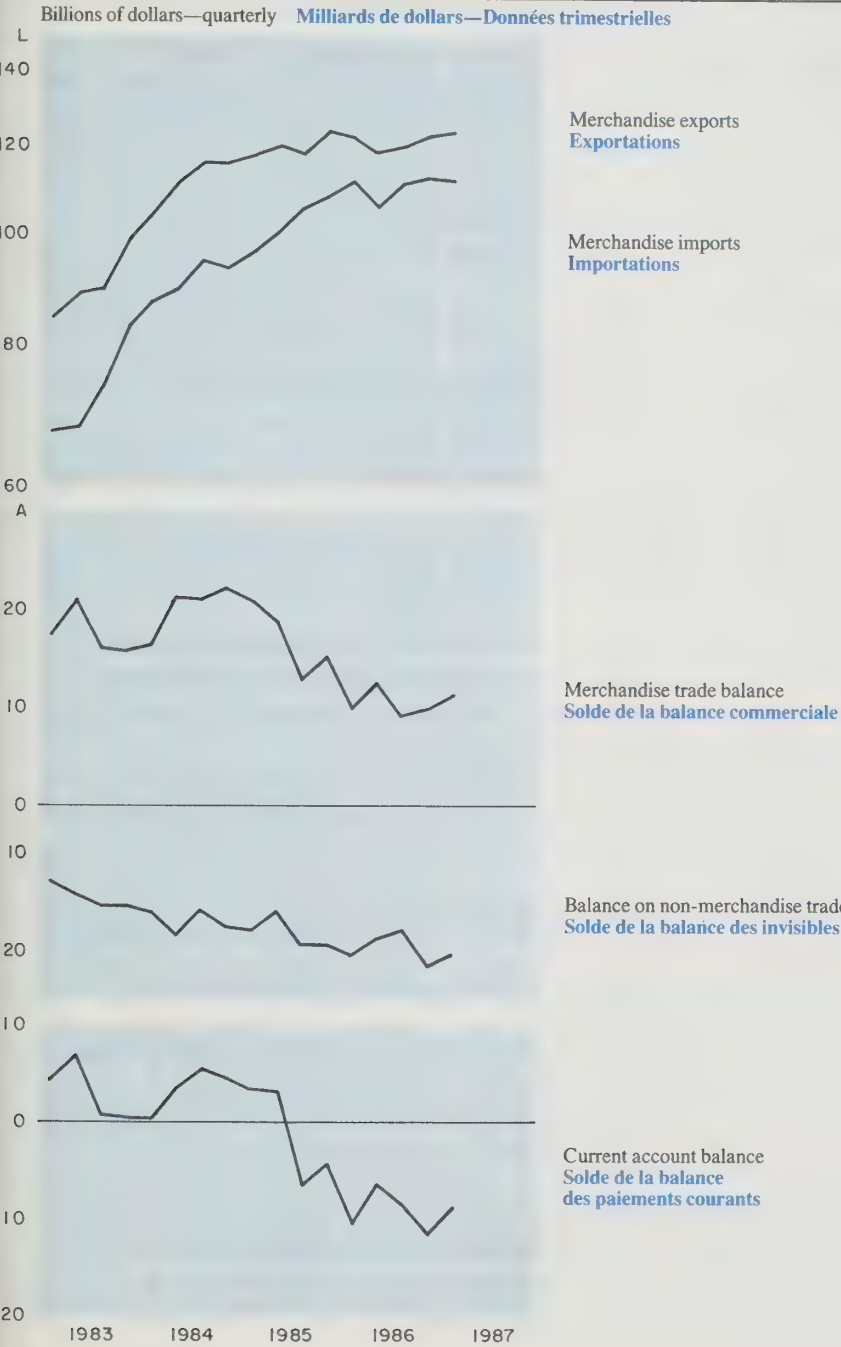 Billions of dollars—quarterly Milliards de dollars—Données trimestrielles
L
140
120
100
80
60
Merchandise exports
Exportations
Merchandise imports
Importations
A
20
10
0
10
20
Merchandise trade balance
Solde de la balance commerciale
Balance on non-merchandise trade
Solde de la balance des invisibles
10
0
10
20
Current account balance
Solde de la balance
des paiements courants
1983 1984 1985 1986 1987